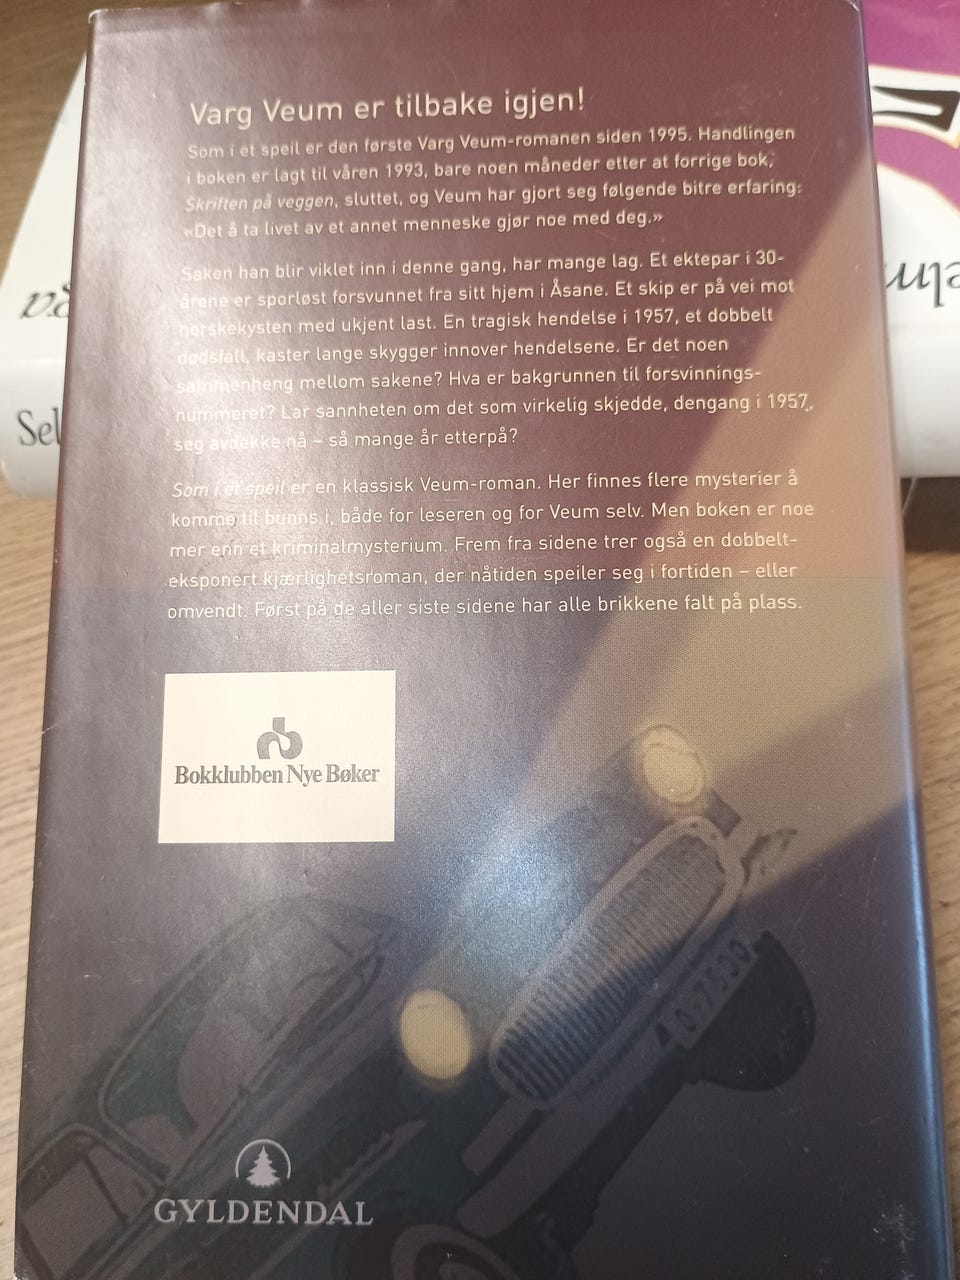 Varg Veum er tilbake igjen!
Som i et speil er den første Varg Veum-romanen siden 1995. Handlingen
i boken er lagt til våren 1993, bare noen måneder etter at forrige bok,
Skriften på veggen, sluttet, og Veum har gjort seg følgende bitre erfaring:
«Det å ta livet av et annet menneske gjør noe med deg.»
Saken han blir viklet inn i denne gang, har mange lag. Et ektepar i 30-
årene er sporløst forsvunnet fra sitt hjem i Åsane. Et skip er på vei mot
norskekysten med ukjent last. En tragisk hendelse i 1957, et dobbelt
dødsfall, kaster lange skygger innover hendelsene. Er det noen
sammenheng mellom sakene? Hva er bakgrunnen til forsvinnings-
nummeret? Lar sannheten om det som virkelig skjedde, dengang i 1957,
seg avdekke nå – så mange år etterpå?
Som i et speil er en klassisk Veum-roman. Her finnes flere mysterier å
komme til bunns i, både for leseren og for Veum selv. Men boken er noe
mer enn et kriminalmysterium. Frem fra sidene trer også en dobbelt-
eksponert kjærlighetsroman, der nåtiden speiler seg i fortiden – eller
omvendt. Først på de aller siste sidene har alle brikkene falt på plass.
Bokklubben Nye Bøker
GYLDENDAL
Sel